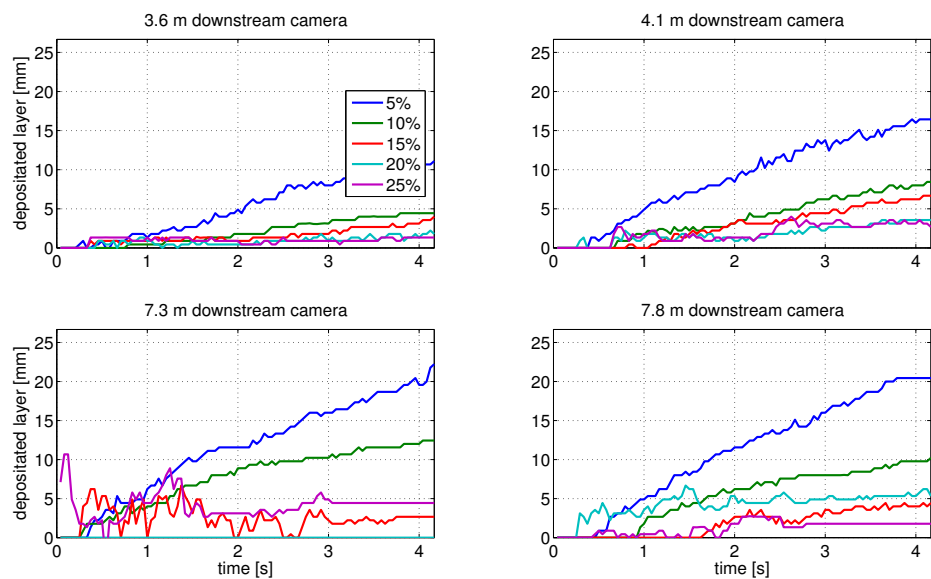 3.6 m downstream camera
4.1 m downstream camera
25
20
15
10
5
0
0 1 2 3 4
depositated layer [mm]
5%
10%
15%
20%
25%
25
20
15
10
5
0
0 1 2 3 4
7.3 m downstream camera
7.8 m downstream camera
25
20
15
10
5
0
0 1 2 3 4
depositated layer [mm]
time [s]
25
20
15
10
5
0
0 1 2 3 4
time [s]